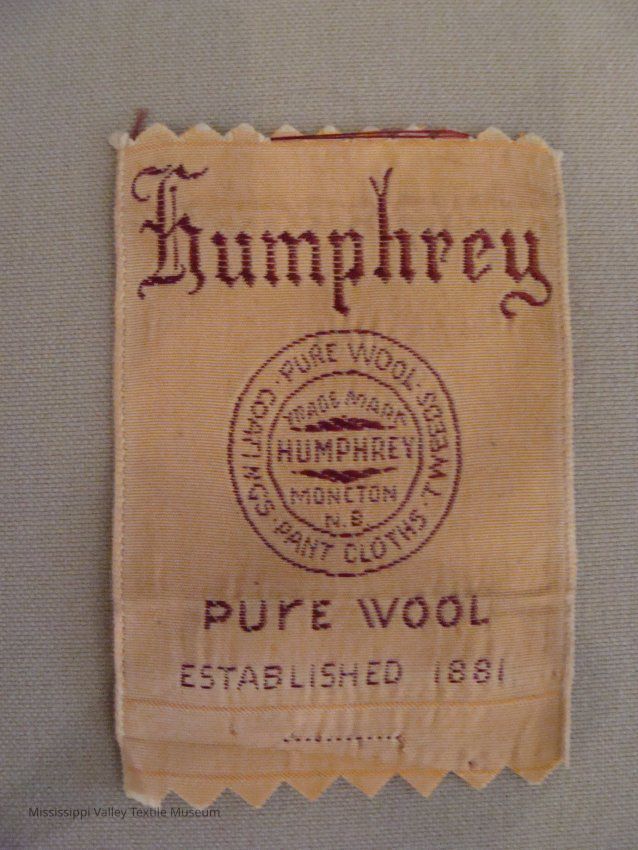 Humphrey
· PURE WOOL · TWEEDS · PANT CLOTHS · COATINGS
TRADE MARK
HUMPHREY
MONCTON
N.B.
PURE WOOL
ESTABLISHED 1881
Mississippi Valley Textile Museum